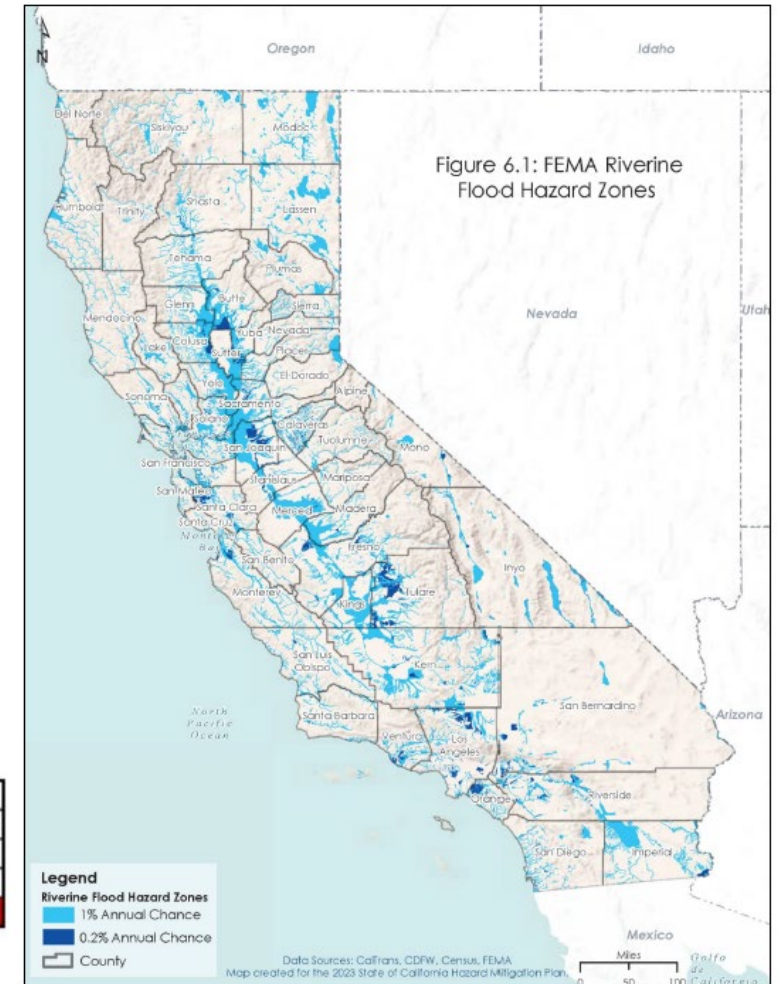 N
Oregon
Idaho
Del Norte
Siskiyou
Modoc
Figure 6.1: FEMA Riverine
Flood Hazard Zones
Humboldt
Trinity
Shasta
Lassen
Tehama
Plumas
Glenn
Butte
Sierra
Mendocino
Nevada
Utah
Lake
Colusa
Yuba
Nevada
Sutter
Placer
El Dorado
Yolo
Alpine
Sonoma
Sacramento
Solano
Calaveras
Tuolumne
Mono
San Joaquin
San Francisco
Stanislaus
Mariposa
San Mateo
Santa Clara
Merced
Madera
Santa Cruz
Fresno
San Benito
Inyo
Monterey
Kings
Tulare
San Luis
Obispo
Kern
San Bernardino
North
Pacific
Ocean
Santa Barbara
Arizona
Ventura
Los
Angeles
Orange
Riverside
San Diego
Imperial
Legend
Riverine Flood Hazard Zones
1% Annual Chance
0.2% Annual Chance
County
Mexico
Data Sources: CalTrans, CDFW, Census, FEMA
Map created for the 2023 State of California Hazard Mitigation Plan.
Miles
0 50 100
Golfo
de
California